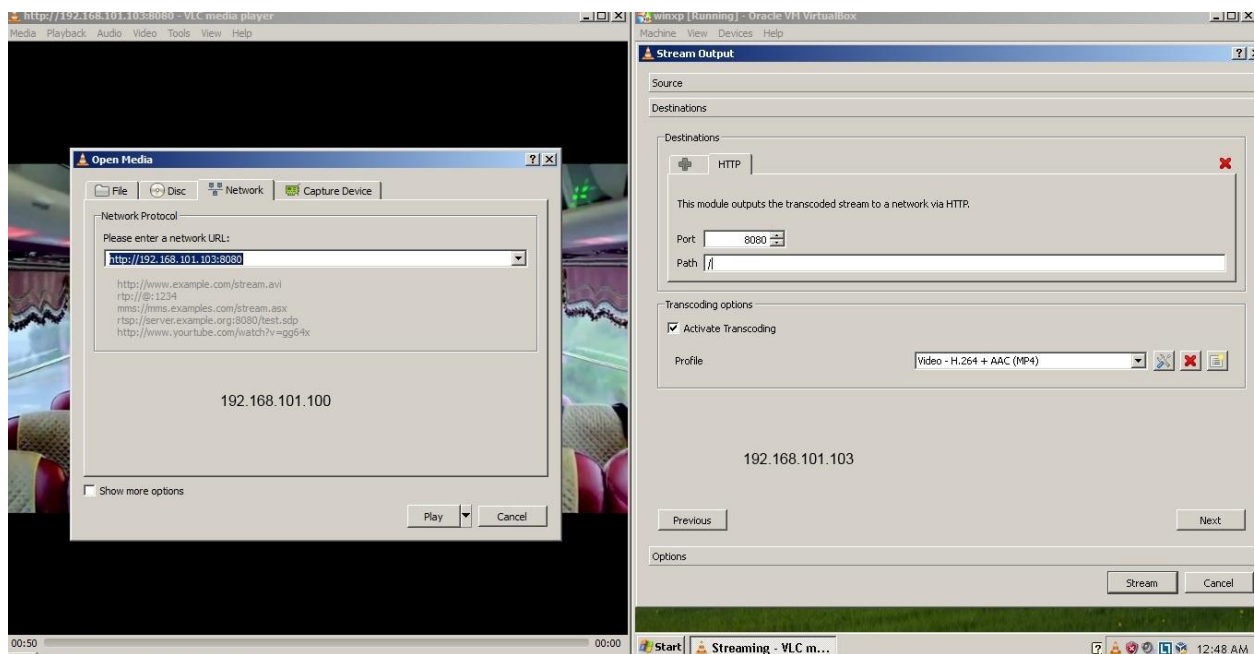 http://192.168.101.103:8080 - VLC media player
Media Playback Audio Video Tools View Help
Open Media
File Disc Network Capture Device
Network Protocol
Please enter a network URL:
http://192.168.101.103:8080
http://www.example.com/stream.avi
rtp://@:1234
mms://mms.examples.com/stream.asx
rtsp://server.example.org:8080/test.sdp
http://www.yourtube.com/watch?v=gg64x
192.168.101.100
Show more options
Play Cancel
00:50 00:00
winxp [Running] - Oracle VM VirtualBox
Machine View Devices Help
Stream Output
Source
Destinations
Destinations
HTTP
This module outputs the transcoded stream to a network via HTTP.
Port 8080
Path /
Transcoding options
Activate Transcoding
Profile Video - H.264 + AAC (MP4)
192.168.101.103
Previous Next
Options
Stream Cancel
Start Streaming - VLC m... 12:48 AM